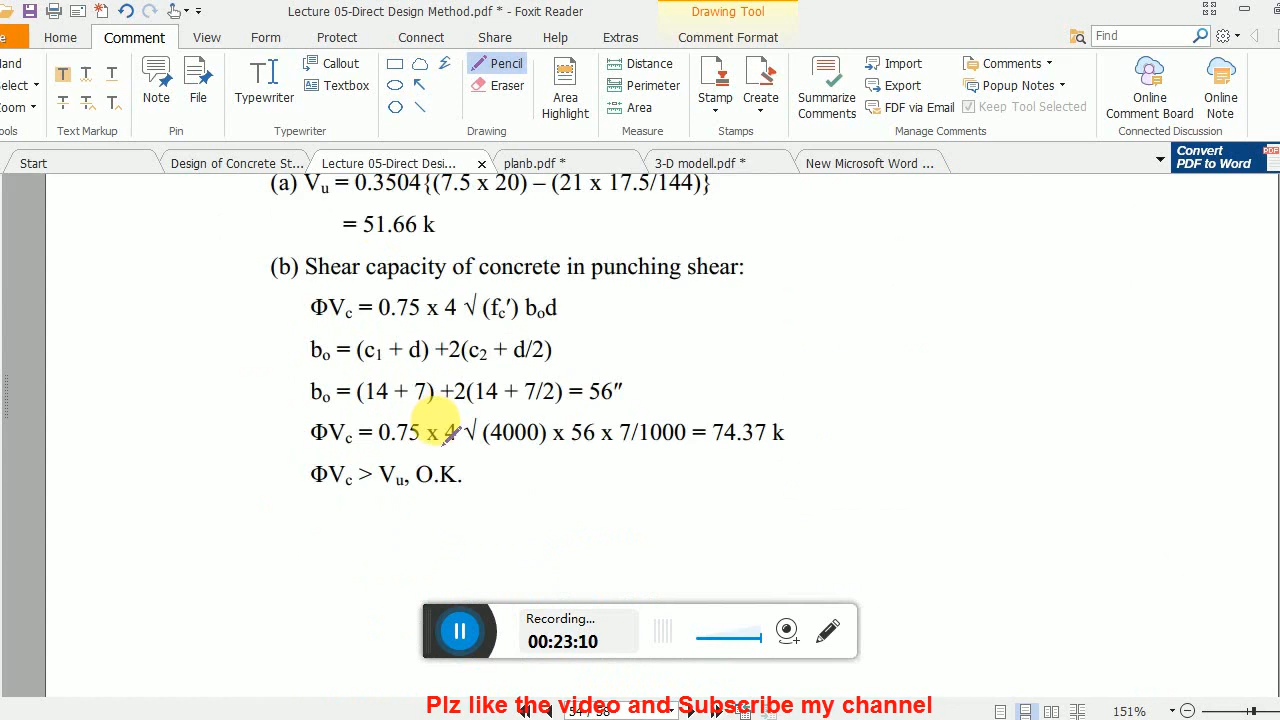 Lecture 05-Direct Design Method.pdf * - Foxit Reader
Drawing Tool
Home Comment View Form Protect Connect Share Help Extras Comment Format Find
Note File Typewriter Callout Textbox Pencil Eraser Area Highlight Distance Perimeter Area Stamp Create Summarize Comments Import Export FDF via Email Comments Popup Notes Keep Tool Selected Online Comment Board Online Note
Text Markup Pin Typewriter Drawing Measure Stamps Manage Comments Connected Discussion
Start Design of Concrete St... Lecture 05-Direct Desi... planb.pdf * 3-D modell.pdf * New Microsoft Word ... Convert PDF to Word
(a) Vu = 0.3504{(7.5 x 20) – (21 x 17.5/144)}
= 51.66 k
(b) Shear capacity of concrete in punching shear:
ΦVc = 0.75 x 4 √ (fc′) bod
bo = (c1 + d) +2(c2 + d/2)
bo = (14 + 7) +2(14 + 7/2) = 56″
ΦVc = 0.75 x 4 √ (4000) x 56 x 7/1000 = 74.37 k
ΦVc > Vu, O.K.
Recording...
00:23:10
Plz like the video and Subscribe my channel
151%